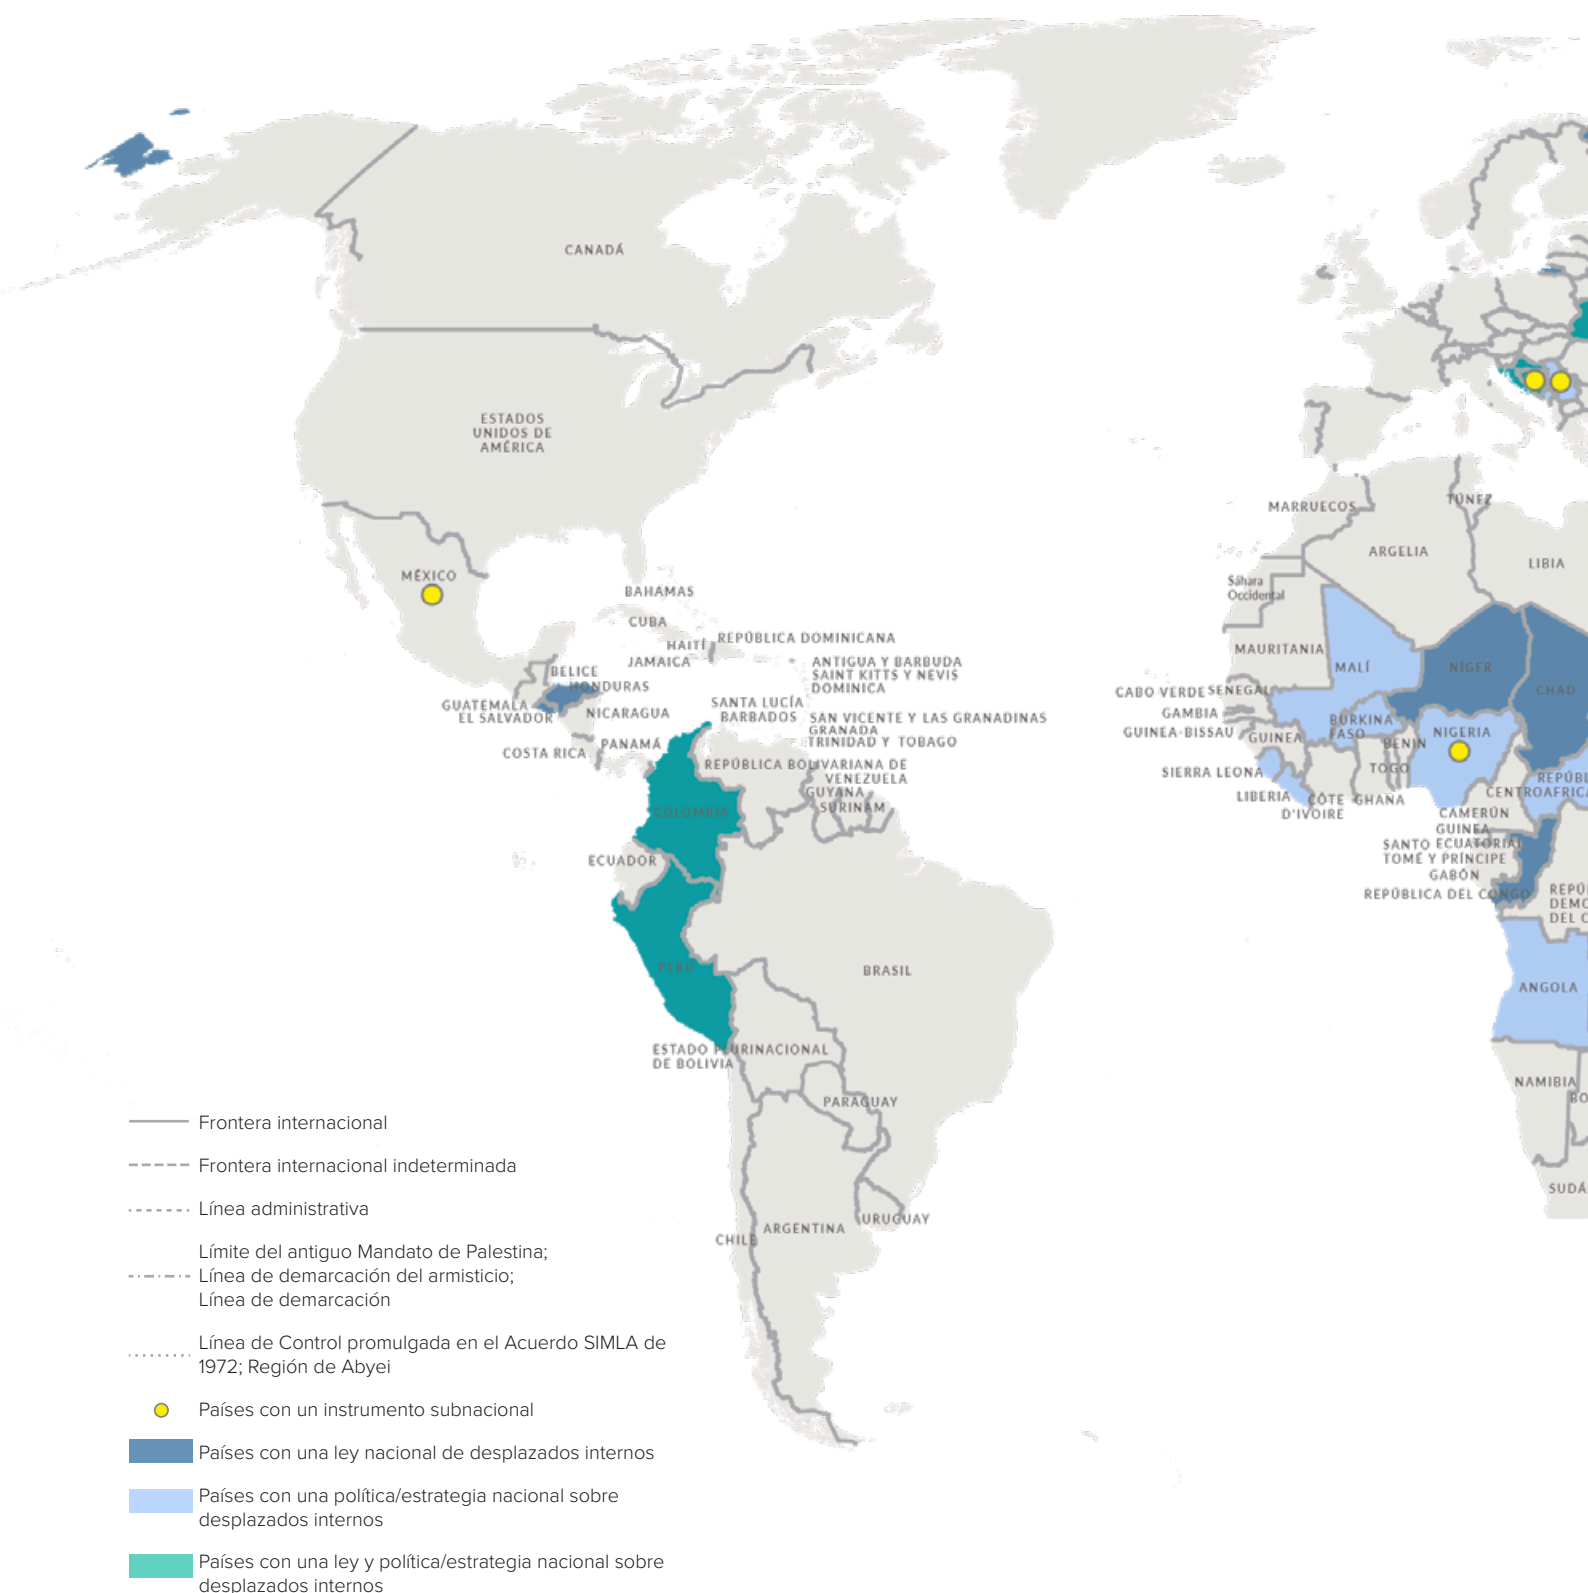 CANADÁ
ESTADOS
UNIDOS DE
AMÉRICA
MÉXICO
BAHAMAS
CUBA
HAITÍ
REPÚBLICA DOMINICANA
JAMAICA
BELICE
HONDURAS
ANTIGUA Y BARBUDA
SAINT KITTS Y NEVIS
DOMINICA
GUATEMALA
EL SALVADOR
NICARAGUA
SANTA LUCÍA
BARBADOS
SAN VICENTE Y LAS GRANADINAS
GRANADA
TRINIDAD Y TOBAGO
COSTA RICA
PANAMÁ
REPÚBLICA BOLIVARIANA DE
VENEZUELA
GUYANA
SURINAM
COLOMBIA
ECUADOR
PERÚ
BRASIL
ESTADO PLURINACIONAL
DE BOLIVIA
PARAGUAY
URUGUAY
ARGENTINA
CHILE
MARRUECOS
TÚNEZ
ARGELIA
LIBIA
Sáhara
Occidental
MAURITANIA
MALÍ
NÍGER
CHAD
CABO VERDE
SENEGAL
GAMBIA
GUINEA-BISSAU
GUINEA
BURKINA
FASO
BENÍN
NIGERIA
TOGO
SIERRA LEONA
LIBERIA
CÔTE
D'IVOIRE
GHANA
REPÚBL
CENTROAFRICA
CAMERÚN
GUINEA
ECUATORIAL
SANTO
TOMÉ Y PRÍNCIPE
GABÓN
REPÚBLICA DEL CONGO
REPÚ
DEMO
DEL C
ANGOLA
NAMIBIA
BO
SUDÁ
Frontera internacional
Frontera internacional indeterminada
Línea administrativa
Límite del antiguo Mandato de Palestina;
Línea de demarcación del armisticio;
Línea de demarcación
Línea de Control promulgada en el Acuerdo SIMLA de
1972; Región de Abyei
Países con un instrumento subnacional
Países con una ley nacional de desplazados internos
Países con una política/estrategia nacional sobre
desplazados internos
Países con una ley y política/estrategia nacional sobre
desplazados internos